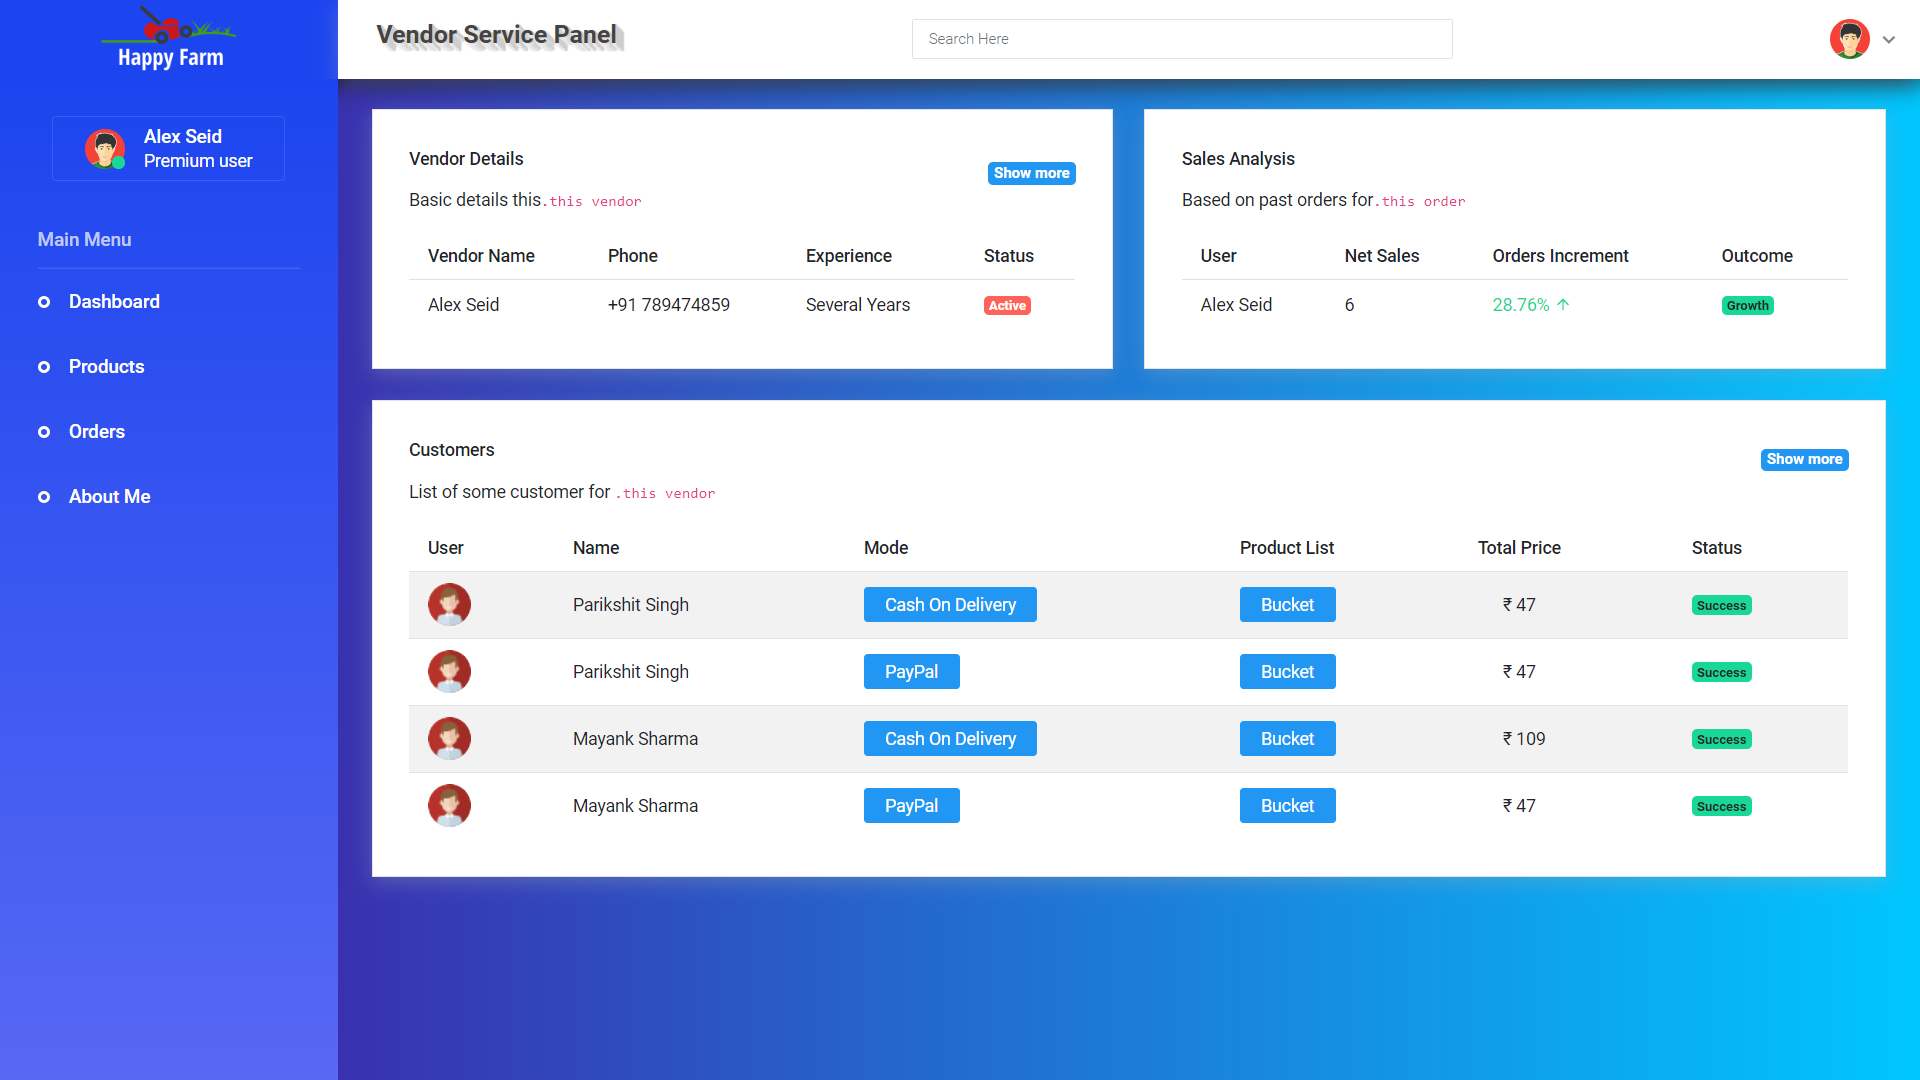 Happy Farm
Vendor Service Panel
Search Here
Alex Seid
Premium user
Main Menu
Dashboard
Products
Orders
About Me
Vendor Details
Show more
Basic details this.this vendor
Vendor Name Phone Experience Status
Alex Seid +91 789474859 Several Years Active
Sales Analysis
Based on past orders for.this order
User Net Sales Orders Increment Outcome
Alex Seid 6 28.76% ↑ Growth
Customers
Show more
List of some customer for .this vendor
User Name Mode Product List Total Price Status
Parikshit Singh Cash On Delivery Bucket ₹ 47 Success
Parikshit Singh PayPal Bucket ₹ 47 Success
Mayank Sharma Cash On Delivery Bucket ₹ 109 Success
Mayank Sharma PayPal Bucket ₹ 47 Success